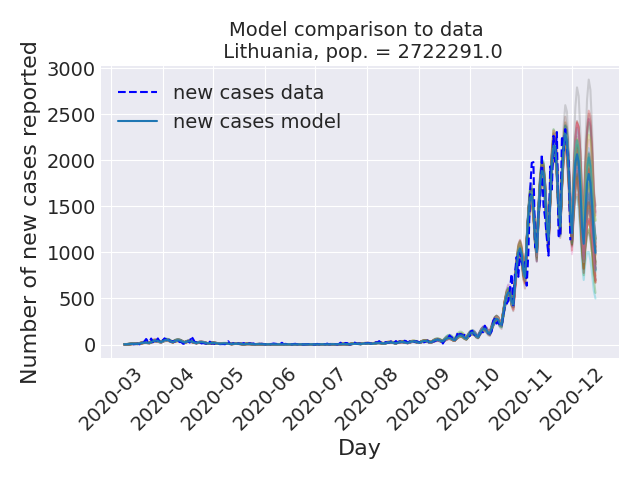 Model comparison to data
Lithuania, pop. = 2722291.0
Number of new cases reported
3000
2500
2000
1500
1000
500
0
new cases data
new cases model
2020-03
2020-04
2020-05
2020-06
2020-07
2020-08
2020-09
2020-10
2020-11
2020-12
Day